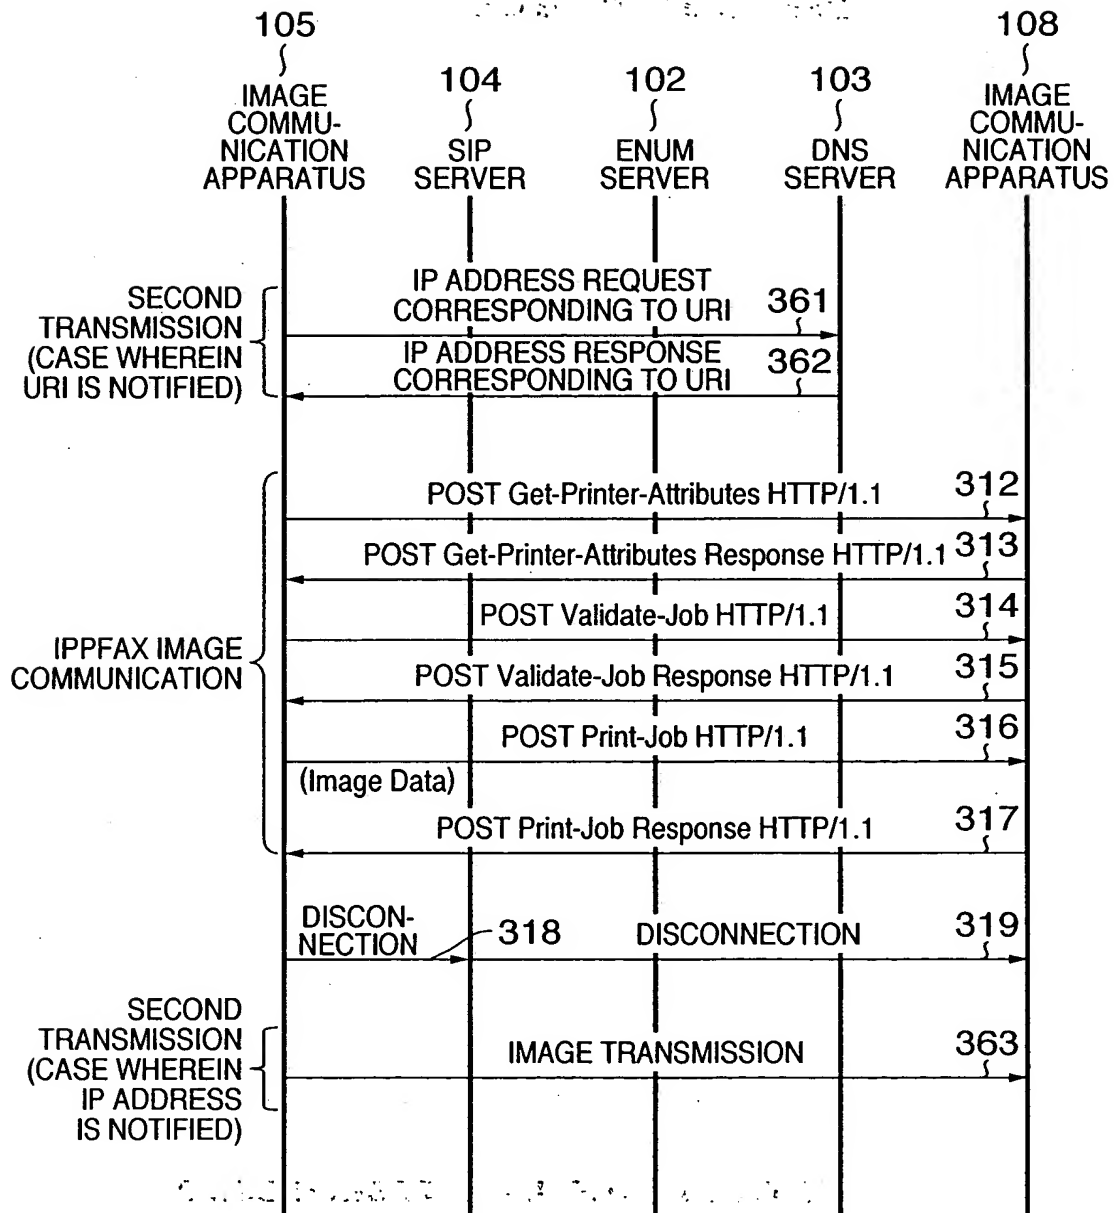 105
108
104
102
103
IMAGE
COMMU-
NICATION
APPARATUS
SIP
SERVER
ENUM
SERVER
DNS
SERVER
IMAGE
COMMU-
NICATION
APPARATUS
SECOND
TRANSMISSION
(CASE WHEREIN
URI IS NOTIFIED)
IP ADDRESS REQUEST
CORRESPONDING TO URI
361
IP ADDRESS RESPONSE
CORRESPONDING TO URI
362
IPPFAX IMAGE
COMMUNICATION
POST Get-Printer-Attributes HTTP/1.1
312
POST Get-Printer-Attributes Response HTTP/1.1
313
POST Validate-Job HTTP/1.1
314
POST Validate-Job Response HTTP/1.1
315
POST Print-Job HTTP/1.1
316
(Image Data)
POST Print-Job Response HTTP/1.1
317
DISCON-
NECTION
318
DISCONNECTION
319
SECOND
TRANSMISSION
(CASE WHEREIN
IP ADDRESS
IS NOTIFIED)
IMAGE TRANSMISSION
363